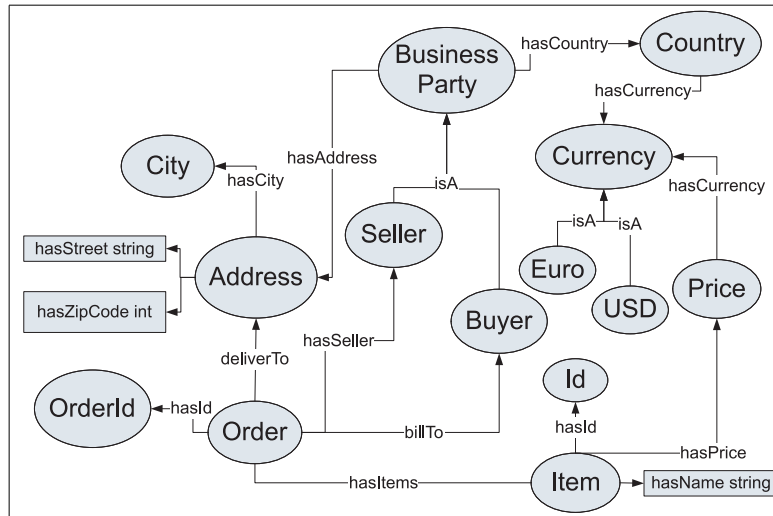 Business
Party
hasCountry
Country
hasCurrency
City
hasAddress
Currency
hasCity
isA
hasCurrency
Seller
isA
isA
hasStreet string
Address
Euro
Price
hasZipCode int
USD
Buyer
hasSeller
deliverTo
Id
OrderId
hasId
hasId
Order
billTo
hasPrice
hasItems
Item
hasName string